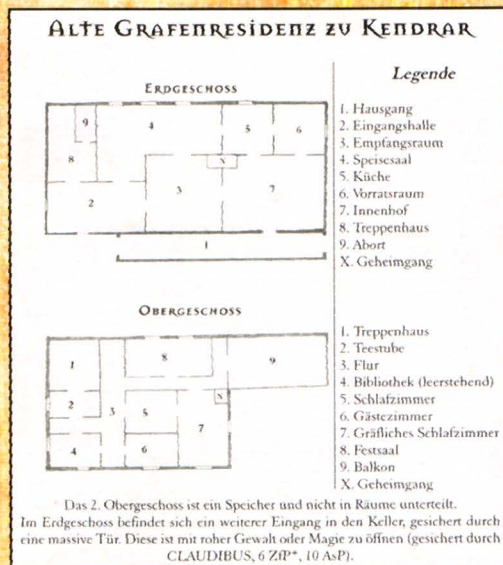 Alte Grafenresidenz zu Kendrar
Erdgeschoss
9
4
5
6
8
X
3
7
2
1
Legende
1. Hausgang
2. Eingangshalle
3. Empfangsraum
4. Speisesaal
5. Küche
6. Vorratsraum
7. Innenhof
8. Treppenhaus
9. Abort
X. Geheimgang
Obergeschoss
1
8
9
2
3
5
X
7
4
6
1. Treppenhaus
2. Teestube
3. Flur
4. Bibliothek (leerstehend)
5. Schlafzimmer
6. Gästezimmer
7. Gräfliches Schlafzimmer
8. Festsaal
9. Balkon
X. Geheimgang
Das 2. Obergeschoss ist ein Speicher und nicht in Räume unterteilt.
Im Erdgeschoss befindet sich ein weiterer Eingang in den Keller, gesichert durch
eine massive Tür. Diese ist mit roher Gewalt oder Magie zu öffnen (gesichert durch
CLAUDIBUS, 6 ZfP*, 10 AsP).